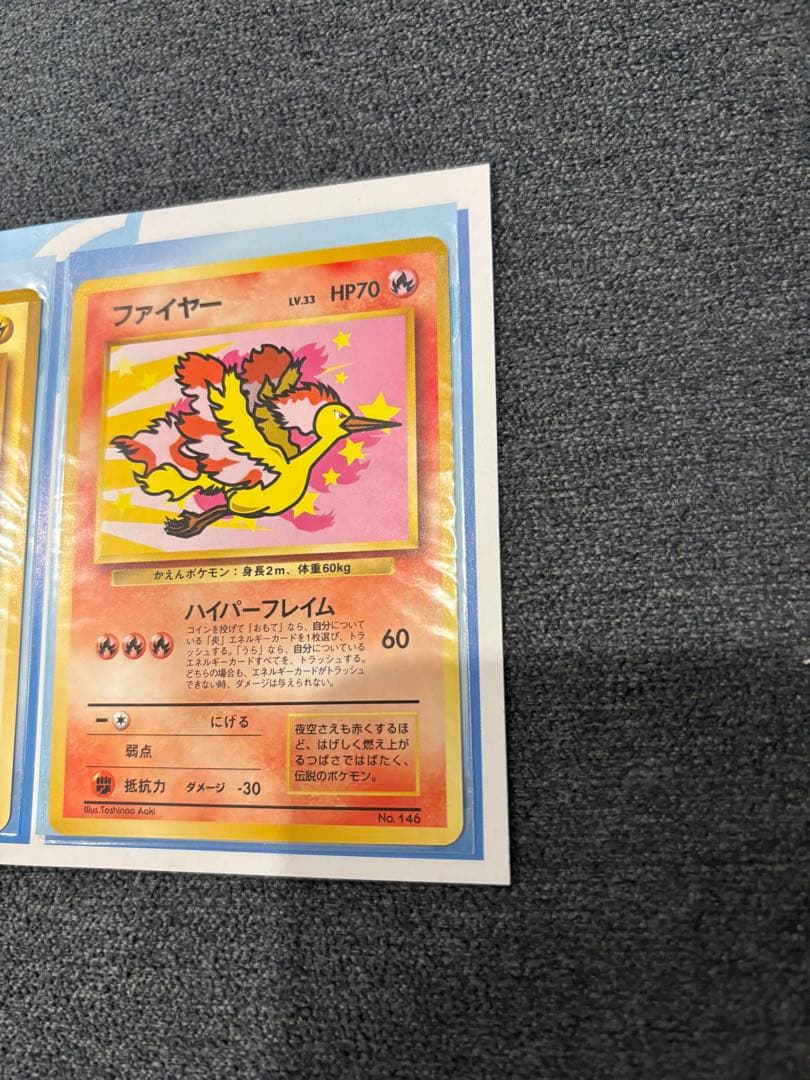 ファイヤー LV.33 HP70
かえんポケモン：身長2m、体重60kg
ハイパーフレイム
コインを投げて「おもて」なら、自分について
いる「炎」エネルギーカードを1枚選び、トラ
ッシュする。「うら」なら、自分についている
エネルギーカードすべてを、トラッシュする。
どちらの場合も、エネルギーカードがトラッシュ
できない時、ダメージは与えられない。
60
にげる
弱点
抵抗力 ダメージ -30
夜空さえも赤くするほ
ど、はげしく燃え上が
るつばさではばたく、
伝説のポケモン。
Illus.Toshinao Aoki
No. 146